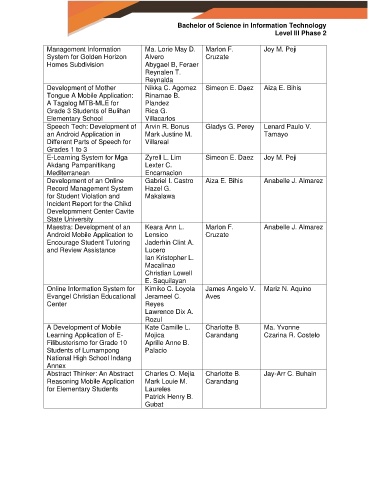 Bachelor of Science in Information Technology
Level III Phase 2
Management Information System for Golden Horizon Homes Subdivision
Ma. Lorie May D. Alvero
Abygael B, Feraer
Reynalen T. Reynalda
Marlon F. Cruzate
Joy M. Peji
Development of Mother Tongue A Mobile Application: A Tagalog MTB-MLE for Grade 3 Students of Bulihan Elementary School
Nikka C. Agomez
Rinamae B. Plandez
Rica G. Villacarlos
Simeon E. Daez
Aiza E. Bihis
Speech Tech: Development of an Android Application in Different Parts of Speech for Grades 1 to 3
Arvin R. Bonus
Mark Justine M. Villareal
Gladys G. Perey
Lenard Paulo V. Tamayo
E-Learning System for Mga Akdang Pampanitikang Mediterranean
Zyrell L. Lim
Lexter C. Encarnacion
Simeon E. Daez
Joy M. Peji
Development of an Online Record Management System for Student Violation and Incident Report for the Chikd Developmment Center Cavite State University
Gabriel I. Castro
Hazel G. Makalawa
Aiza E. Bihis
Anabelle J. Almarez
Maestra: Development of an Android Mobile Application to Encourage Student Tutoring and Review Assistance
Keara Ann L. Lensico
Jaderhin Clint A. Lucero
Ian Kristopher L. Macalinao
Christian Lowell E. Saquilayan
Marlon F. Cruzate
Anabelle J. Almarez
Online Information System for Evangel Christian Educational Center
Kimiko C. Loyola
Jerameel C. Reyes
Lawrence Dix A. Rozul
James Angelo V. Aves
Mariz N. Aquino
A Development of Mobile Learning Application of E-Filibusterismo for Grade 10 Students of Lumampong National High School Indang Annex
Kate Camille L. Mojica
Aprille Anne B. Palacio
Charlotte B. Carandang
Ma. Yvonne Czarina R. Costelo
Abstract Thinker: An Abstract Reasoning Mobile Application for Elementary Students
Charles O. Mejia
Mark Louie M. Laureles
Patrick Henry B. Gubat
Charlotte B. Carandang
Jay-Arr C. Buhain